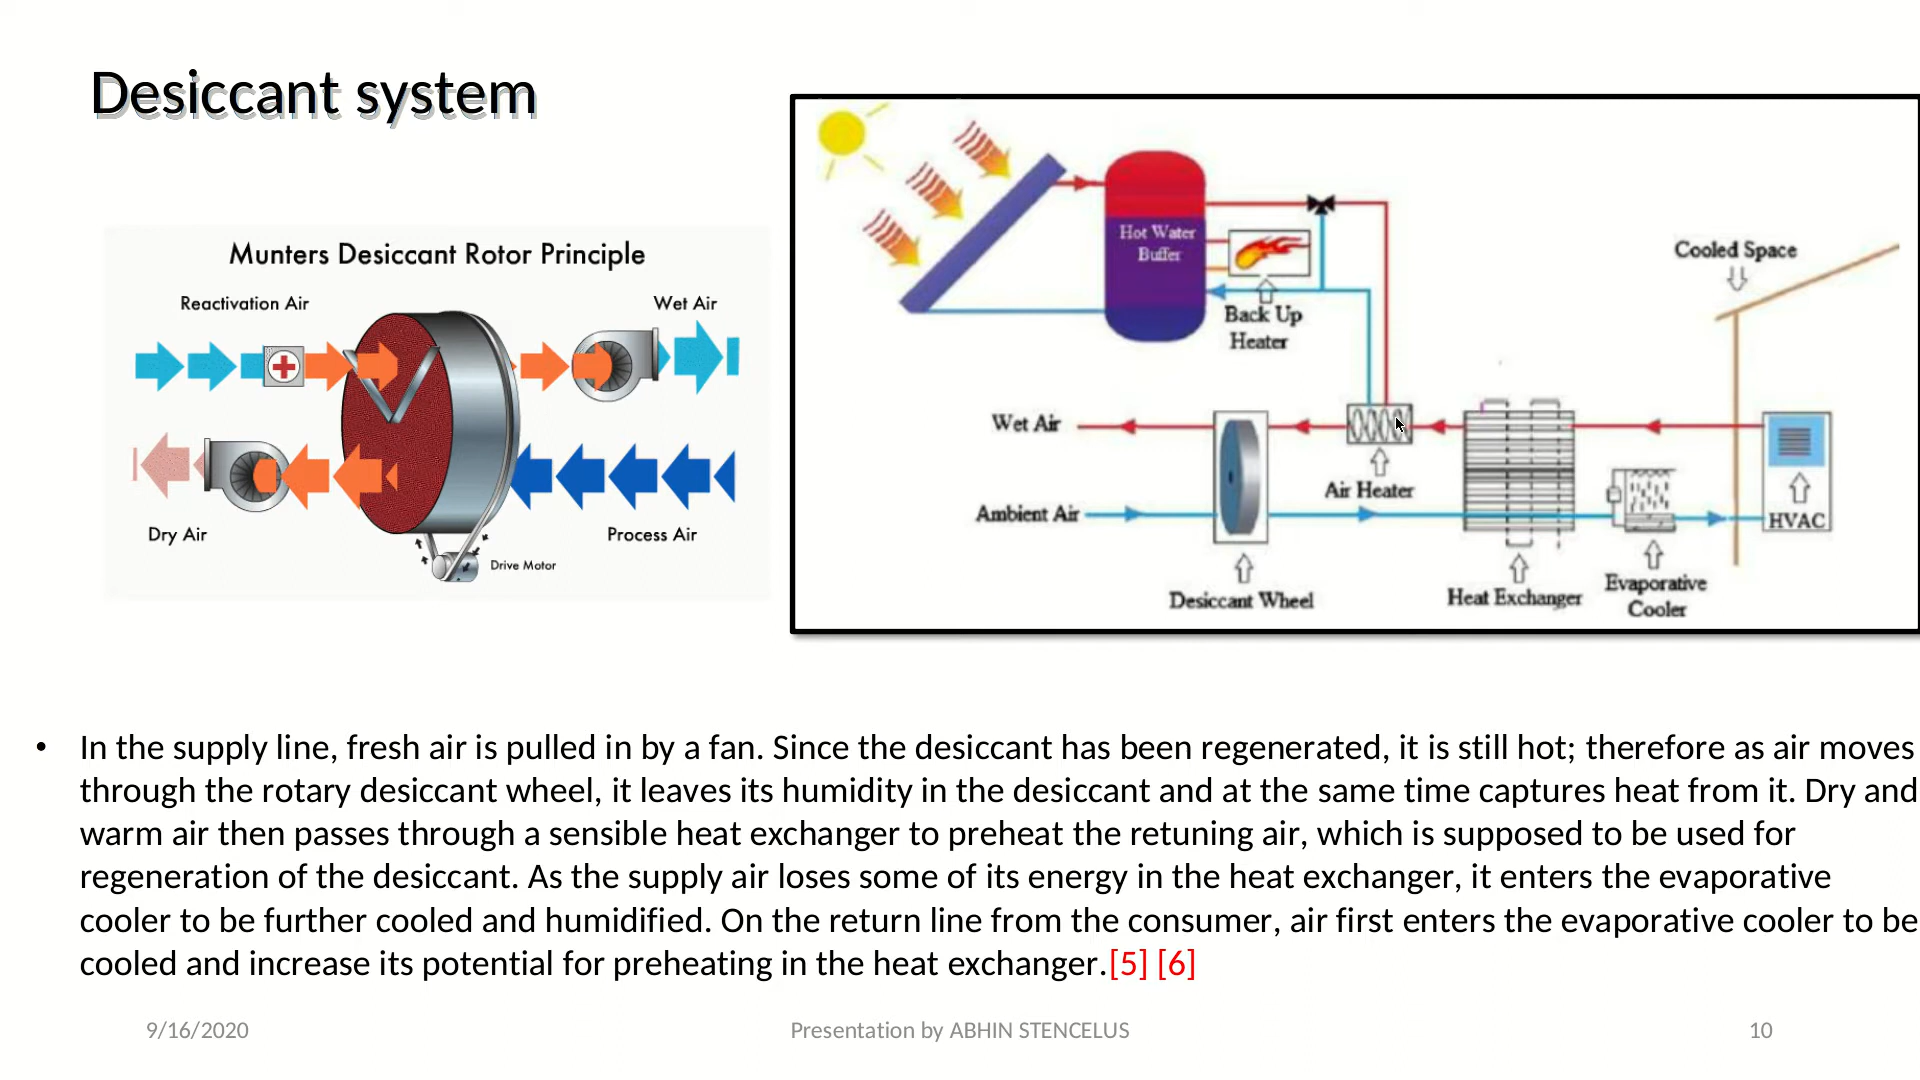 Desiccant system
Munters Desiccant Rotor Principle
Reactivation Air
Wet Air
Dry Air
Process Air
Drive Motor
Hot Water
Buffer
Back Up
Heater
Cooled Space
Wet Air
Air Heater
Ambient Air
HVAC
Desiccant Wheel
Heat Exchanger
Evaporative
Cooler
• In the supply line, fresh air is pulled in by a fan. Since the desiccant has been regenerated, it is still hot; therefore as air moves
through the rotary desiccant wheel, it leaves its humidity in the desiccant and at the same time captures heat from it. Dry and
warm air then passes through a sensible heat exchanger to preheat the retuning air, which is supposed to be used for
regeneration of the desiccant. As the supply air loses some of its energy in the heat exchanger, it enters the evaporative
cooler to be further cooled and humidified. On the return line from the consumer, air first enters the evaporative cooler to be
cooled and increase its potential for preheating in the heat exchanger.[5] [6]
9/16/2020
Presentation by ABHIN STENCELUS
10